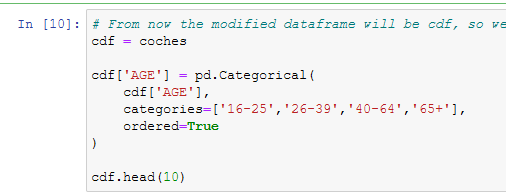 In [10]: # From now the modified dataframe will be cdf, so we
cdf = coches
cdf['AGE'] = pd.Categorical(
cdf['AGE'],
categories=['16-25','26-39','40-64','65+'],
ordered=True
)
cdf.head(10)